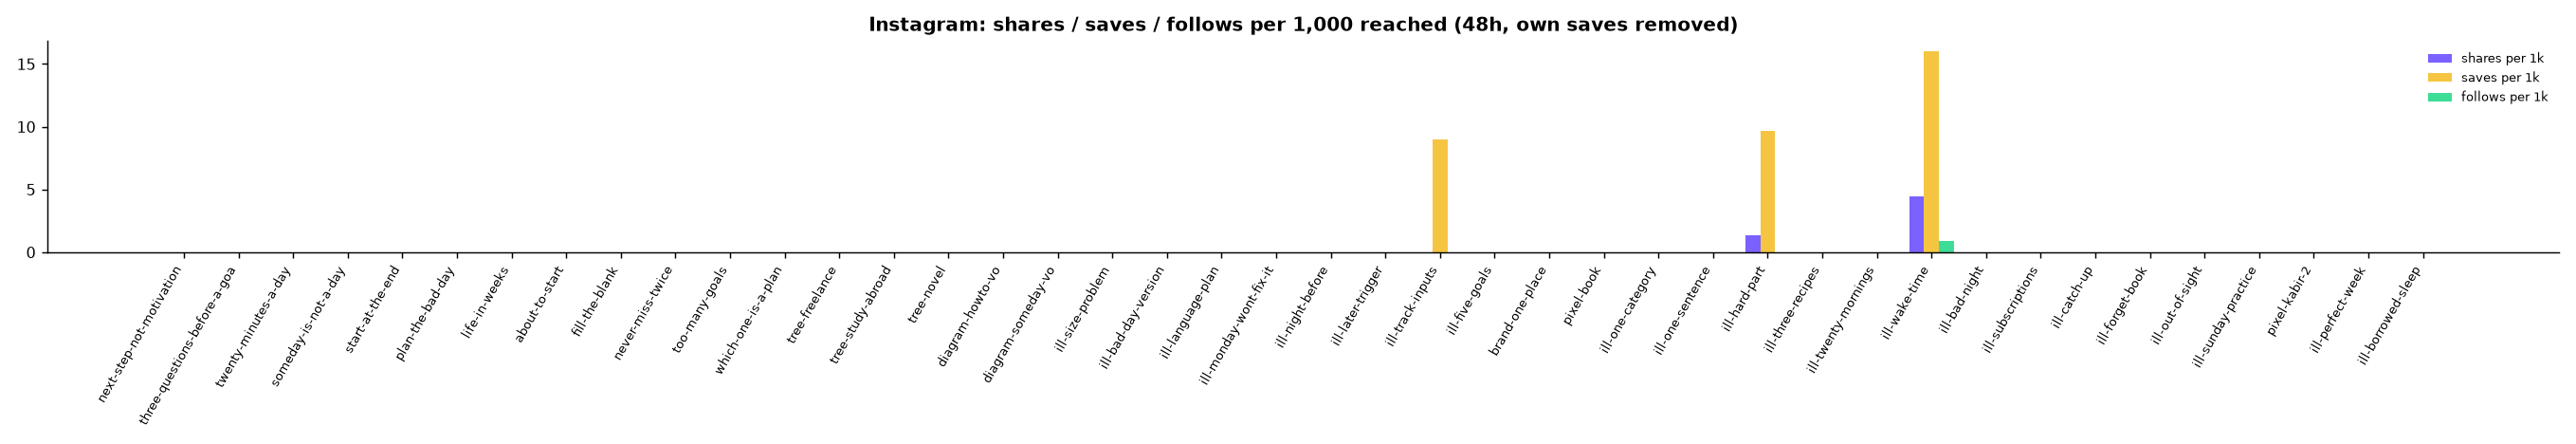 Instagram: shares / saves / follows per 1,000 reached (48h, own saves removed)
15
10
5
0
shares per 1k
saves per 1k
follows per 1k
next-step-not-motivation
three-questions-before-a-goa
twenty-minutes-a-day
someday-is-not-a-day
start-at-the-end
plan-the-bad-day
life-in-weeks
about-to-start
fill-the-blank
never-miss-twice
too-many-goals
which-one-is-a-plan
tree-freelance
tree-study-abroad
tree-novel
diagram-howto-vo
diagram-someday-vo
ill-size-problem
ill-bad-day-version
ill-language-plan
ill-monday-wont-fix-it
ill-night-before
ill-later-trigger
ill-track-inputs
ill-five-goals
brand-one-place
pixel-book
ill-one-category
ill-one-sentence
ill-hard-part
ill-three-recipes
ill-twenty-mornings
ill-wake-time
ill-bad-night
ill-subscriptions
ill-catch-up
ill-forget-book
ill-out-of-sight
ill-sunday-practice
pixel-kabir-2
ill-perfect-week
ill-borrowed-sleep